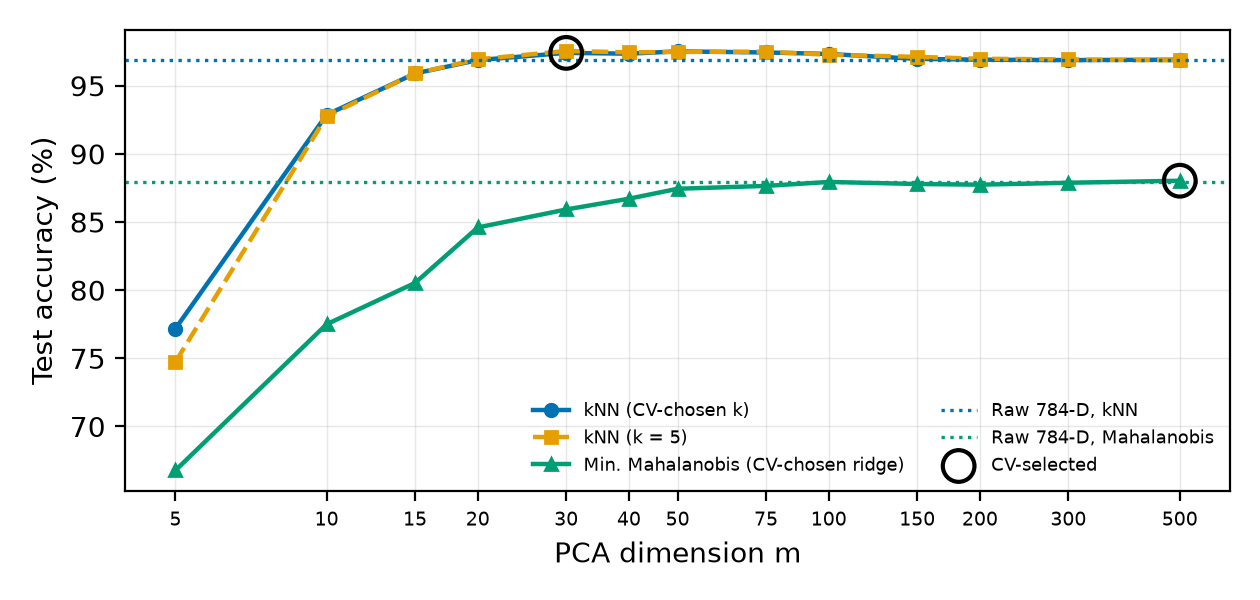 Test accuracy (%)
95
90
85
80
75
70
kNN (CV-chosen k)
kNN (k = 5)
Min. Mahalanobis (CV-chosen ridge)
Raw 784-D, kNN
Raw 784-D, Mahalanobis
CV-selected
5 10 15 20 30 40 50 75 100 150 200 300 500
PCA dimension m